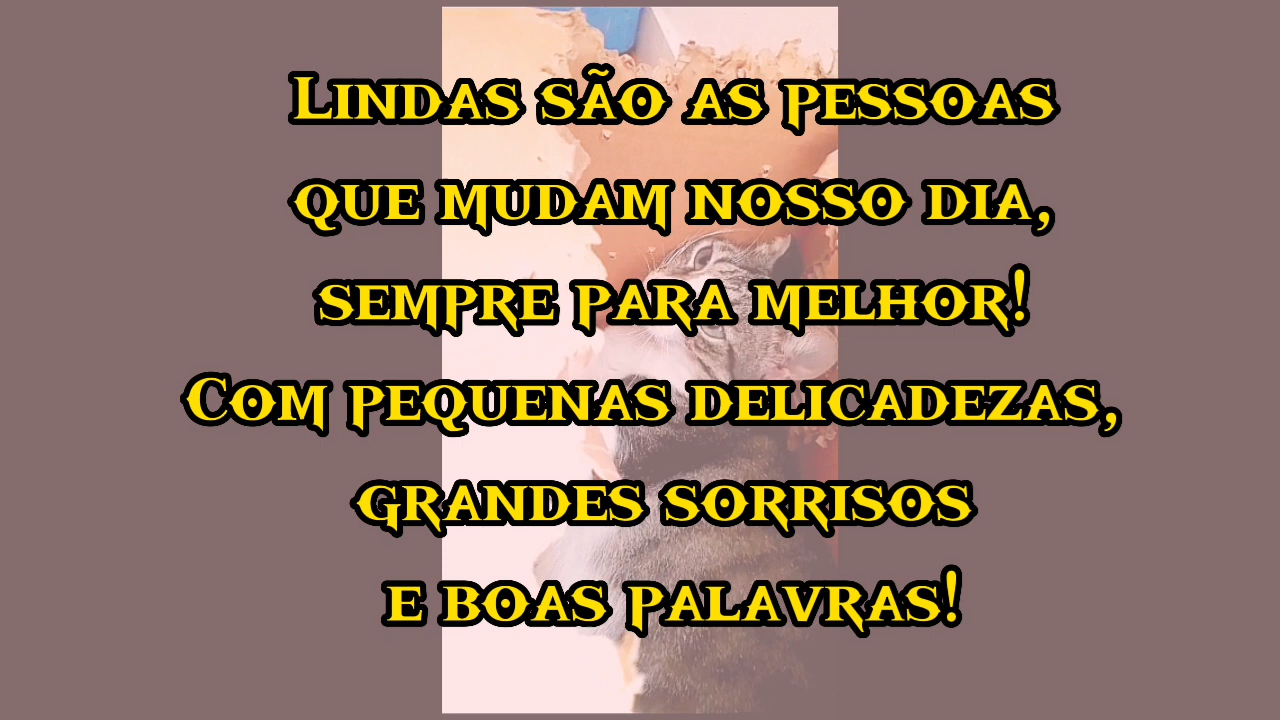 Lindas são as pessoas
que mudam nosso dia,
sempre para melhor!
Com pequenas delicadezas,
grandes sorrisos
e boas palavras!